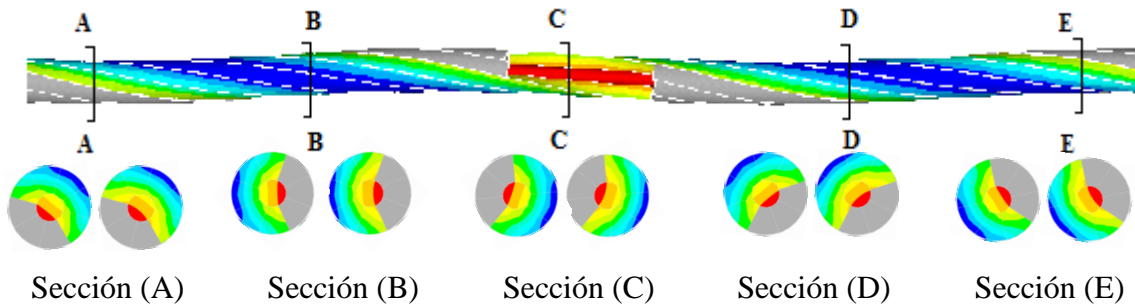 A B C D E
A B C D E
Sección (A) Sección (B) Sección (C) Sección (D) Sección (E)